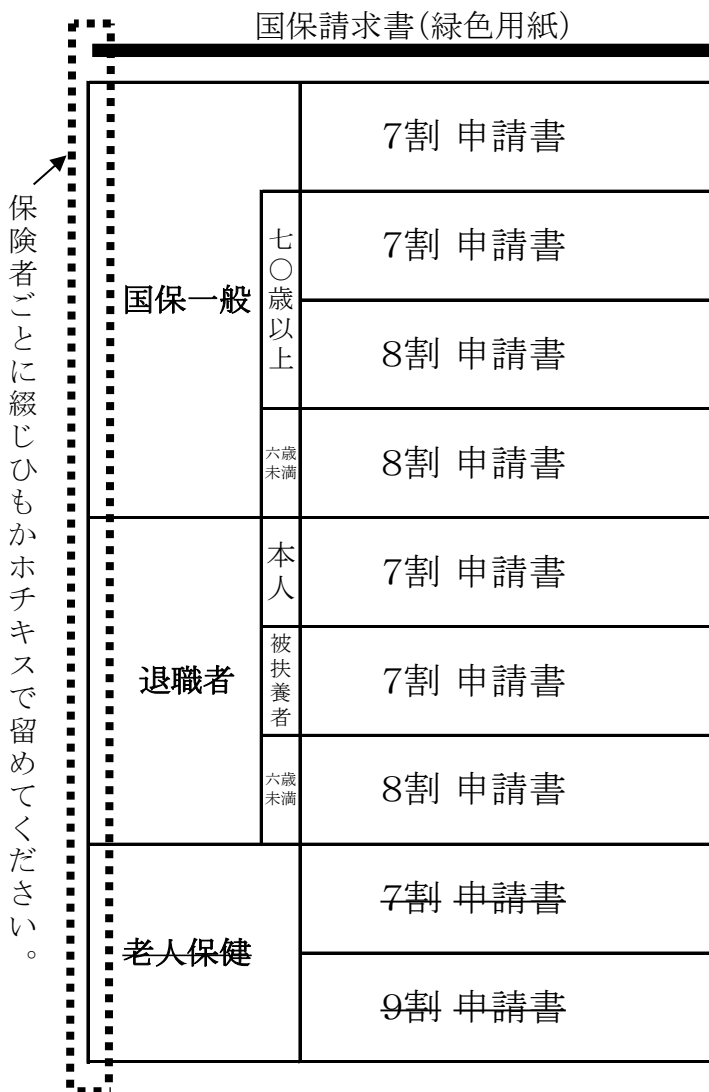 国保請求書(緑色用紙)
保険者ごとに綴じひもかホチキスで留めてください。
国保一般
7割 申請書
七〇歳以上
7割 申請書
8割 申請書
六歳
未満
8割 申請書
退職者
本人
7割 申請書
被扶養者
7割 申請書
六歳
未満
8割 申請書
老人保健
7割 申請書
9割 申請書